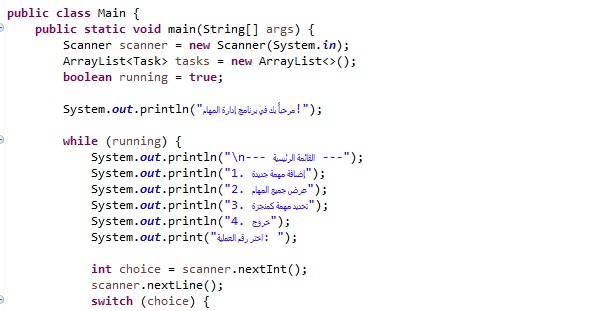 public class Main {
public static void main(String[] args) {
Scanner scanner = new Scanner(System.in);
ArrayList<Task> tasks = new ArrayList<>();
boolean running = true;
System.out.println("مرحباً بك في برنامج إدارة المهام!");
while (running) {
System.out.println("\n--- القائمة الرئيسية ---");
System.out.println("1. إضافة مهمة جديدة");
System.out.println("2. عرض جميع المهام");
System.out.println("3. تحديد مهمة كمنجزة");
System.out.println("4. خروج");
System.out.print("اختر رقم العملية: ");
int choice = scanner.nextInt();
scanner.nextLine();
switch (choice) {